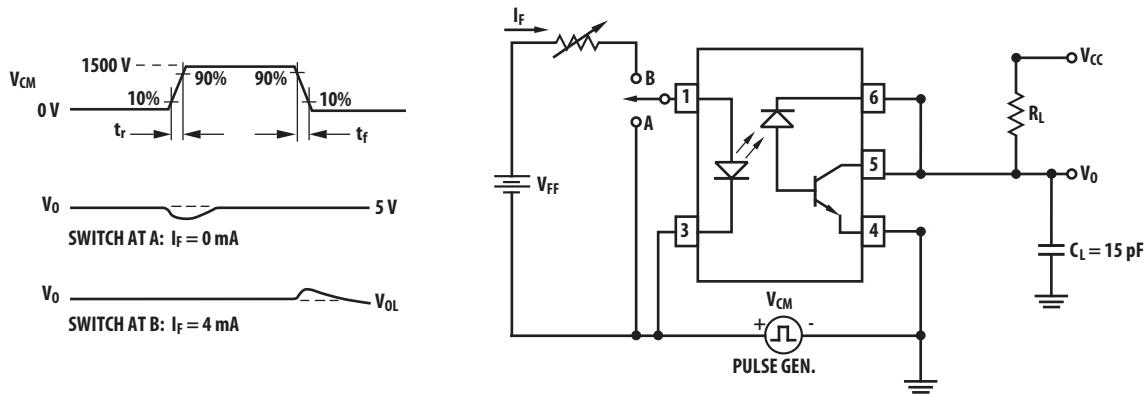 V_CM
1500 V
0 V
10%
90%
90%
10%
t_r
t_f
V_O
5 V
SWITCH AT A: I_F = 0 mA
V_O
V_OL
SWITCH AT B: I_F = 4 mA
I_F
B
A
V_FF
1
3
6
5
4
V_CM
+
-
PULSE GEN.
V_CC
R_L
V_O
C_L = 15 pF